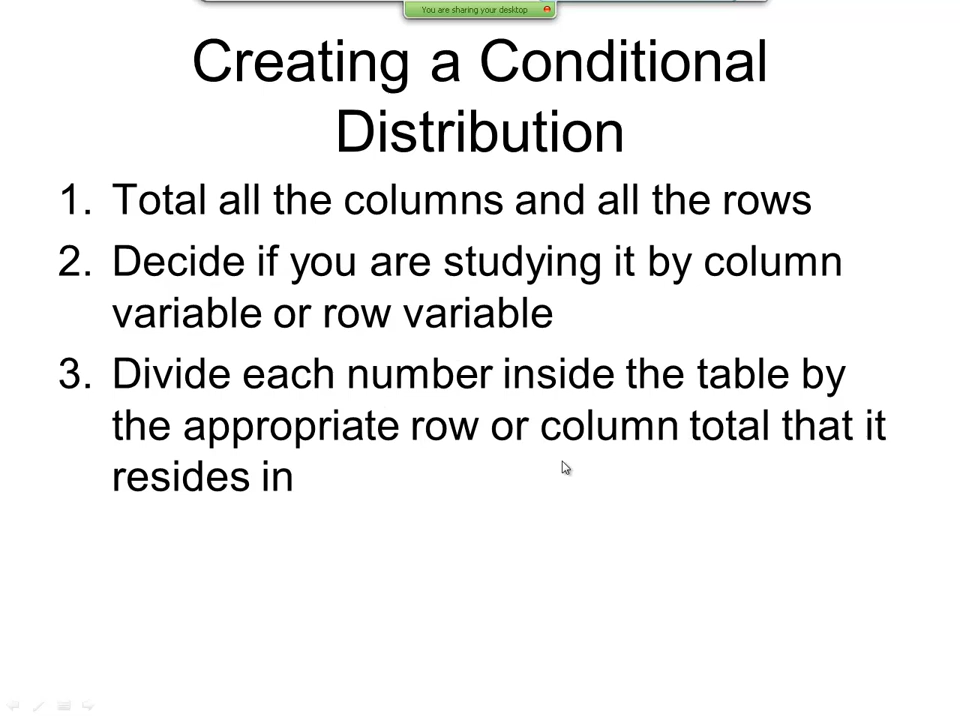 You are sharing your desktop
Creating a Conditional
Distribution
1. Total all the columns and all the rows
2. Decide if you are studying it by column
variable or row variable
3. Divide each number inside the table by
the appropriate row or column total that it
resides in